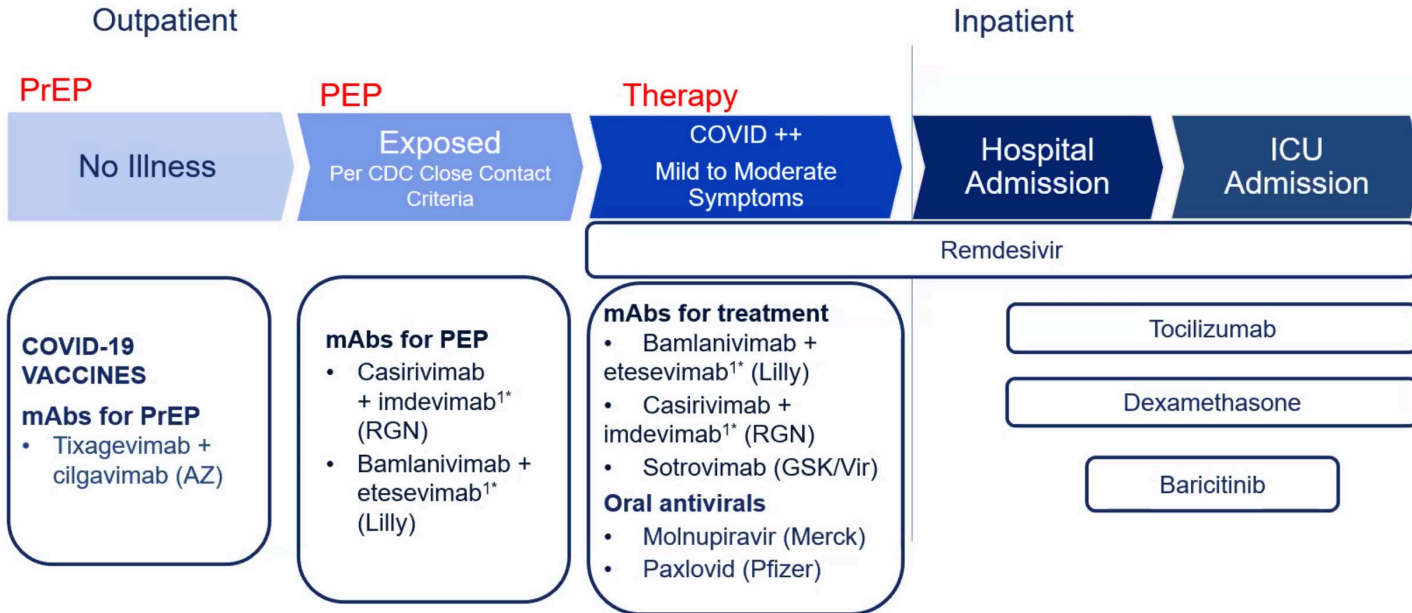 Outpatient
Inpatient
PrEP
PEP
Therapy
No Illness
Exposed
Per CDC Close Contact
Criteria
COVID ++
Mild to Moderate
Symptoms
Hospital
Admission
ICU
Admission
Remdesivir
COVID-19
VACCINES
mAbs for PrEP
• Tixagevimab +
cilgavimab (AZ)
mAbs for PEP
• Casirivimab
+ imdevimab¹*
(RGN)
• Bamlanivimab +
etesevimab¹*
(Lilly)
mAbs for treatment
• Bamlanivimab +
etesevimab¹* (Lilly)
• Casirivimab +
imdevimab¹* (RGN)
• Sotrovimab (GSK/Vir)
Oral antivirals
• Molnupiravir (Merck)
• Paxlovid (Pfizer)
Tocilizumab
Dexamethasone
Baricitinib